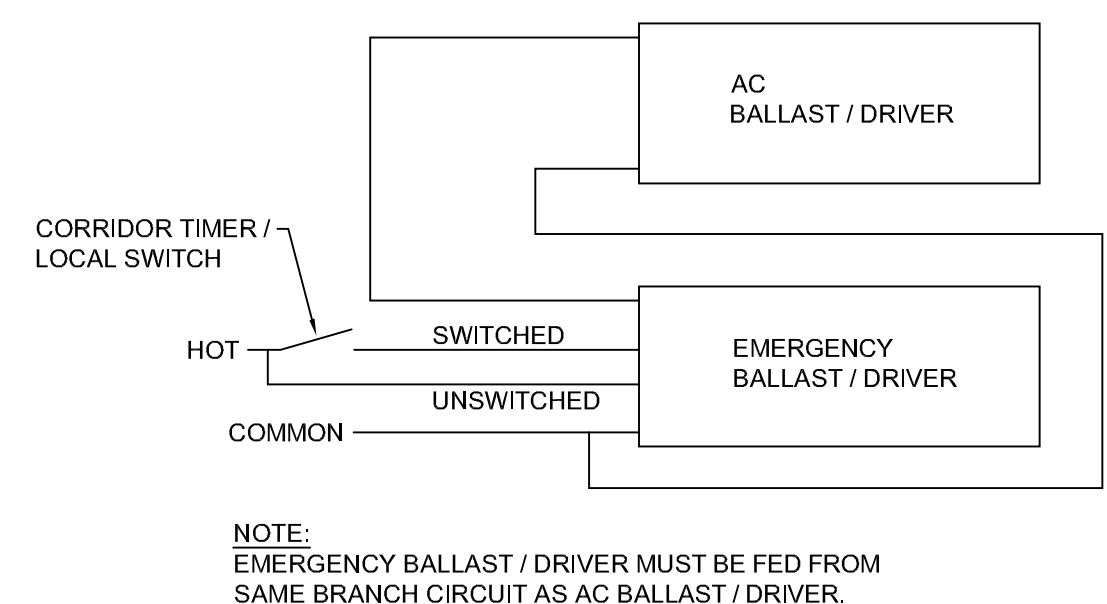 AC
BALLAST / DRIVER
CORRIDOR TIMER /
LOCAL SWITCH
SWITCHED
HOT
EMERGENCY
BALLAST / DRIVER
UNSWITCHED
COMMON
NOTE:
EMERGENCY BALLAST / DRIVER MUST BE FED FROM
SAME BRANCH CIRCUIT AS AC BALLAST / DRIVER.